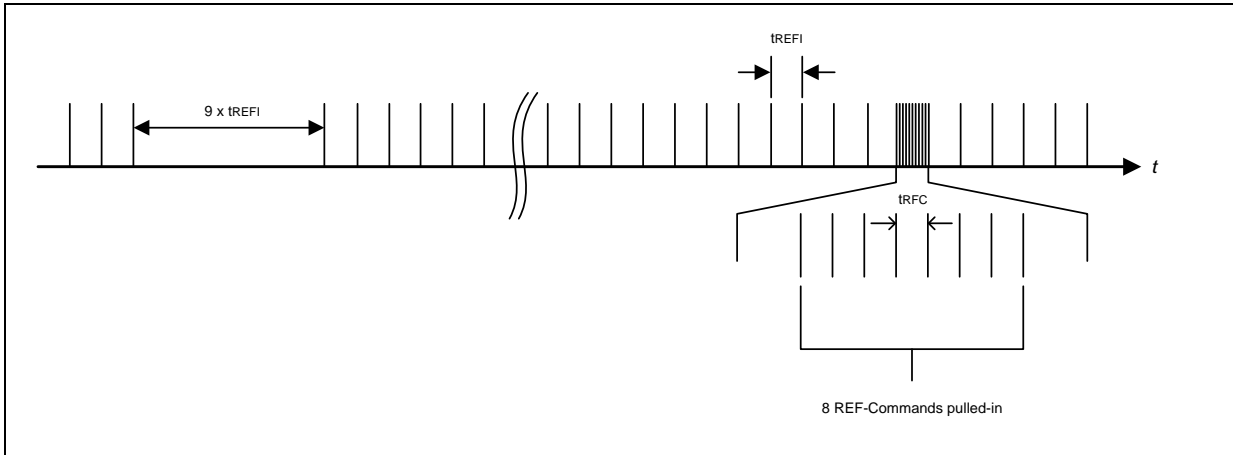 tREFI
9 x tREFI
t
tRFC
8 REF-Commands pulled-in